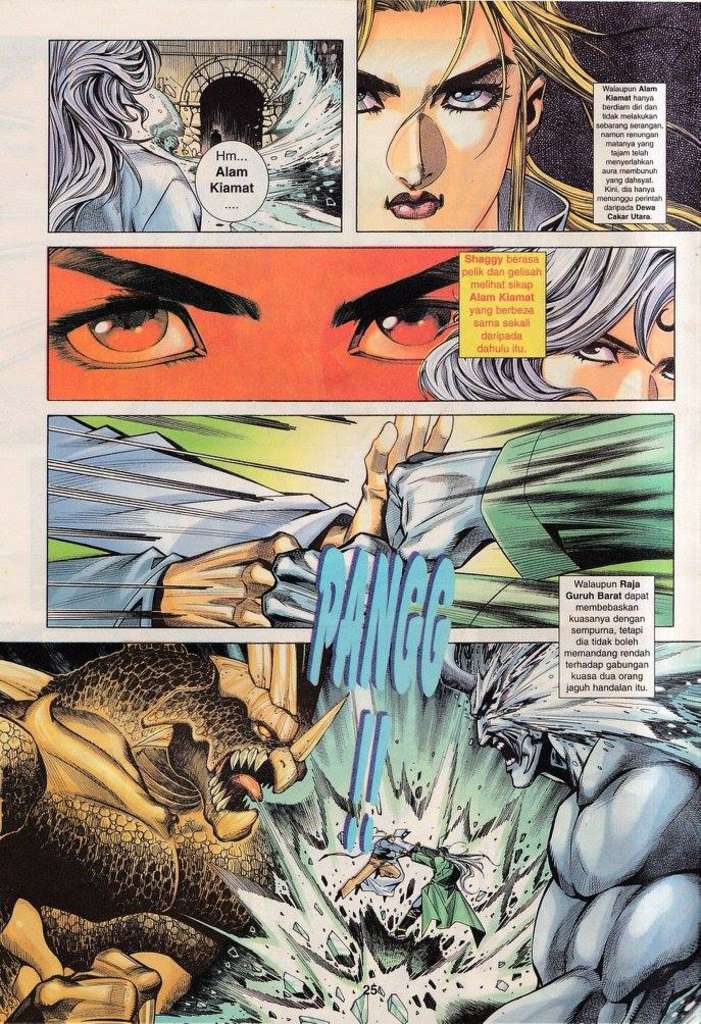 Hm...
Alam
Kiamat
....
Walaupun Alam
Kiamat hanya
berdiam diri dan
tidak melakukan
sebarang serangan,
namun renungan
matanya yang
tajam telah
menyerlahkan
aura membunuh
yang dahsyat.
Kini, dia hanya
menunggu perintah
daripada Dewa
Cakar Utara.
Shaggy berasa
pelik dan gelisah
melihat sikap
Alam Kiamat
yang berbeza
sama sekali
daripada
dahulu itu.
Walaupun Raja
Guruh Barat dapat
membebaskan
kuasanya dengan
sempurna, tetapi
dia tidak boleh
memandang rendah
terhadap gabungan
kuasa dua orang
jaguh handalan itu.
PANGG
!!
25